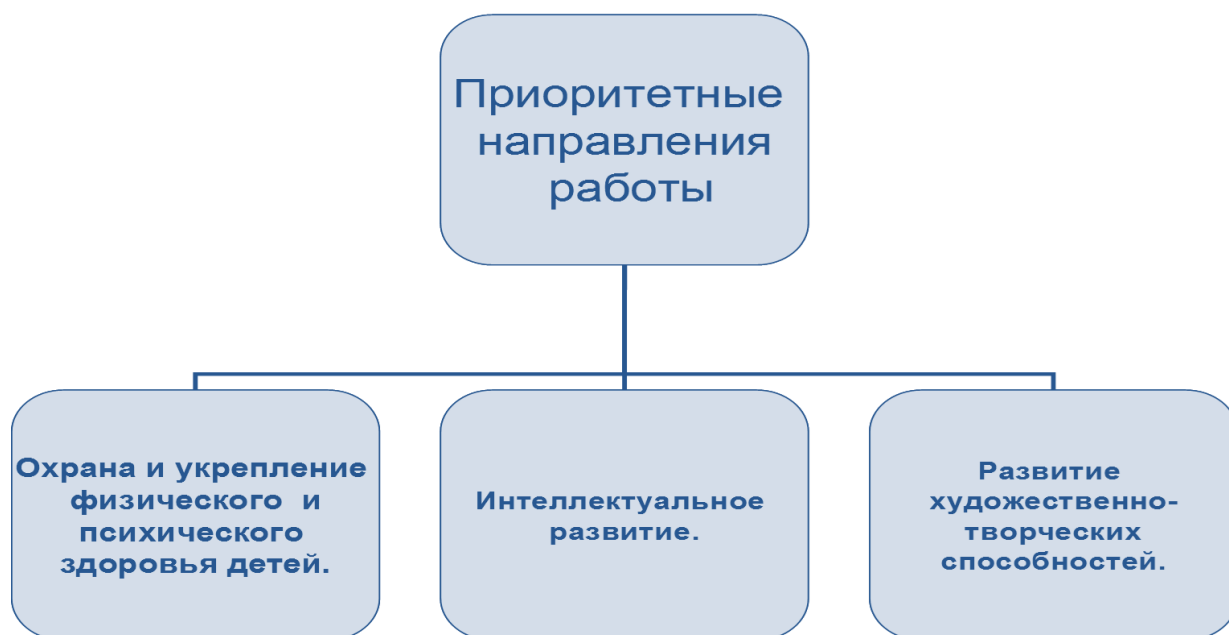 Приоритетные
направления
работы
Охрана и укрепление
физического и
психического
здоровья детей.
Интеллектуальное
развитие.
Развитие
художественно-
творческих
способностей.